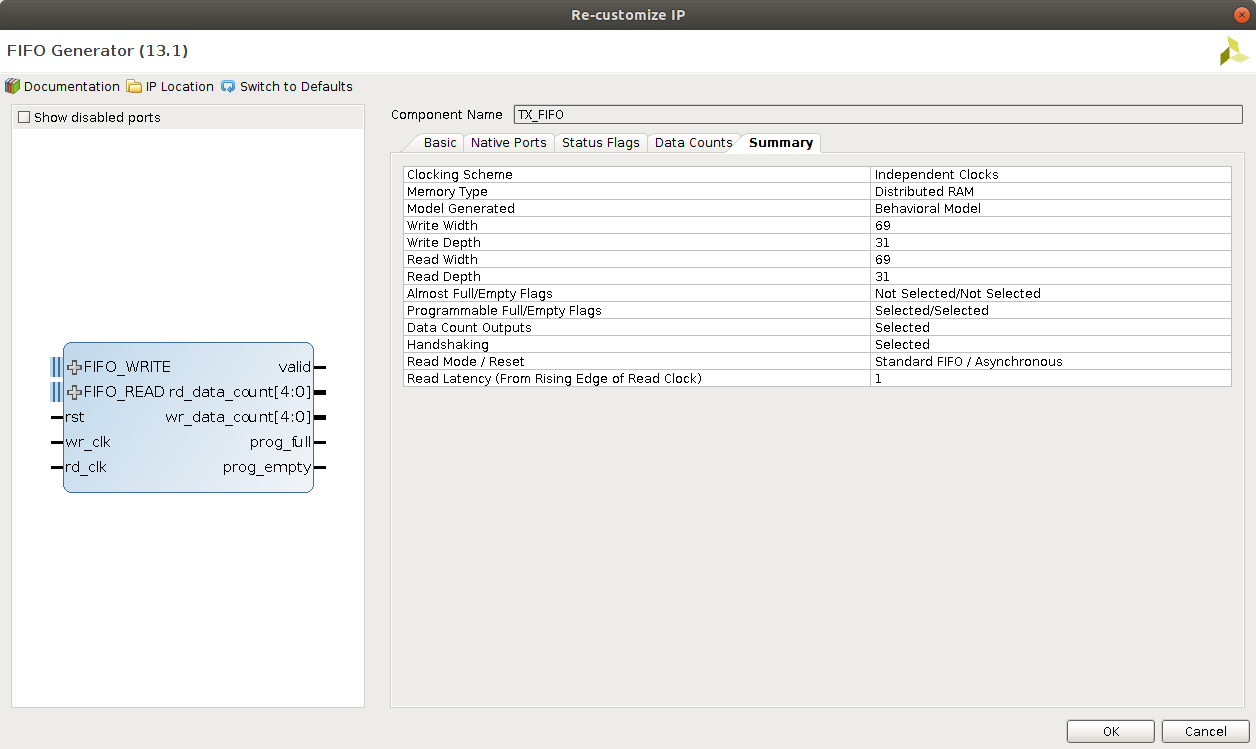 Re-customize IP
FIFO Generator (13.1)
Documentation IP Location Switch to Defaults
Show disabled ports
FIFO_WRITE valid
FIFO_READ rd_data_count[4:0]
rst wr_data_count[4:0]
wr_clk prog_full
rd_clk prog_empty
Component Name TX_FIFO
Basic Native Ports Status Flags Data Counts Summary
Clocking Scheme Independent Clocks
Memory Type Distributed RAM
Model Generated Behavioral Model
Write Width 69
Write Depth 31
Read Width 69
Read Depth 31
Almost Full/Empty Flags Not Selected/Not Selected
Programmable Full/Empty Flags Selected/Selected
Data Count Outputs Selected
Handshaking Selected
Read Mode / Reset Standard FIFO / Asynchronous
Read Latency (From Rising Edge of Read Clock) 1
OK Cancel